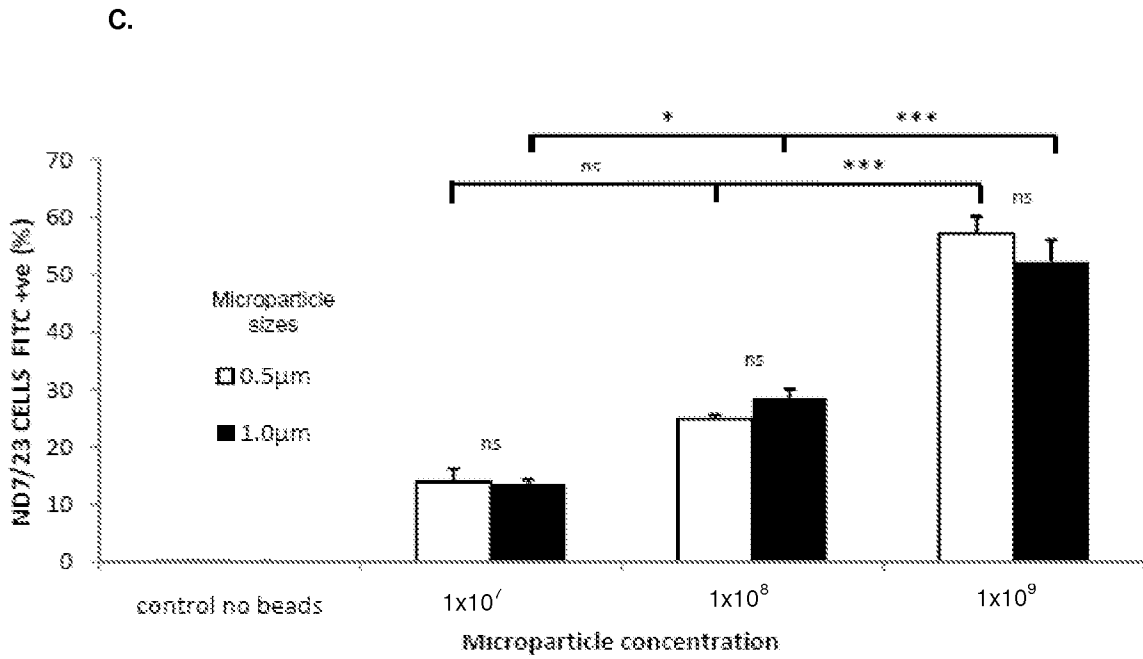 C.
* ***
ns ***
ns
ns
ns
70
60
50
40
30
20
10
0
ND7/23 CELLS FITC +ve (%)
Microparticle
sizes
0.5µm
1.0µm
control no beads 1x10⁷ 1x10⁸ 1x10⁹
Microparticle concentration